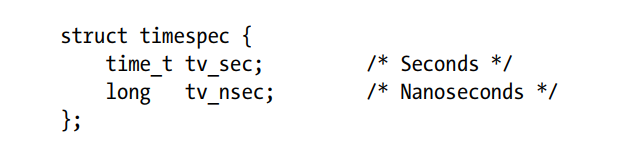 struct timespec {
    time_t tv_sec;        /* Seconds */
    long   tv_nsec;       /* Nanoseconds */
};